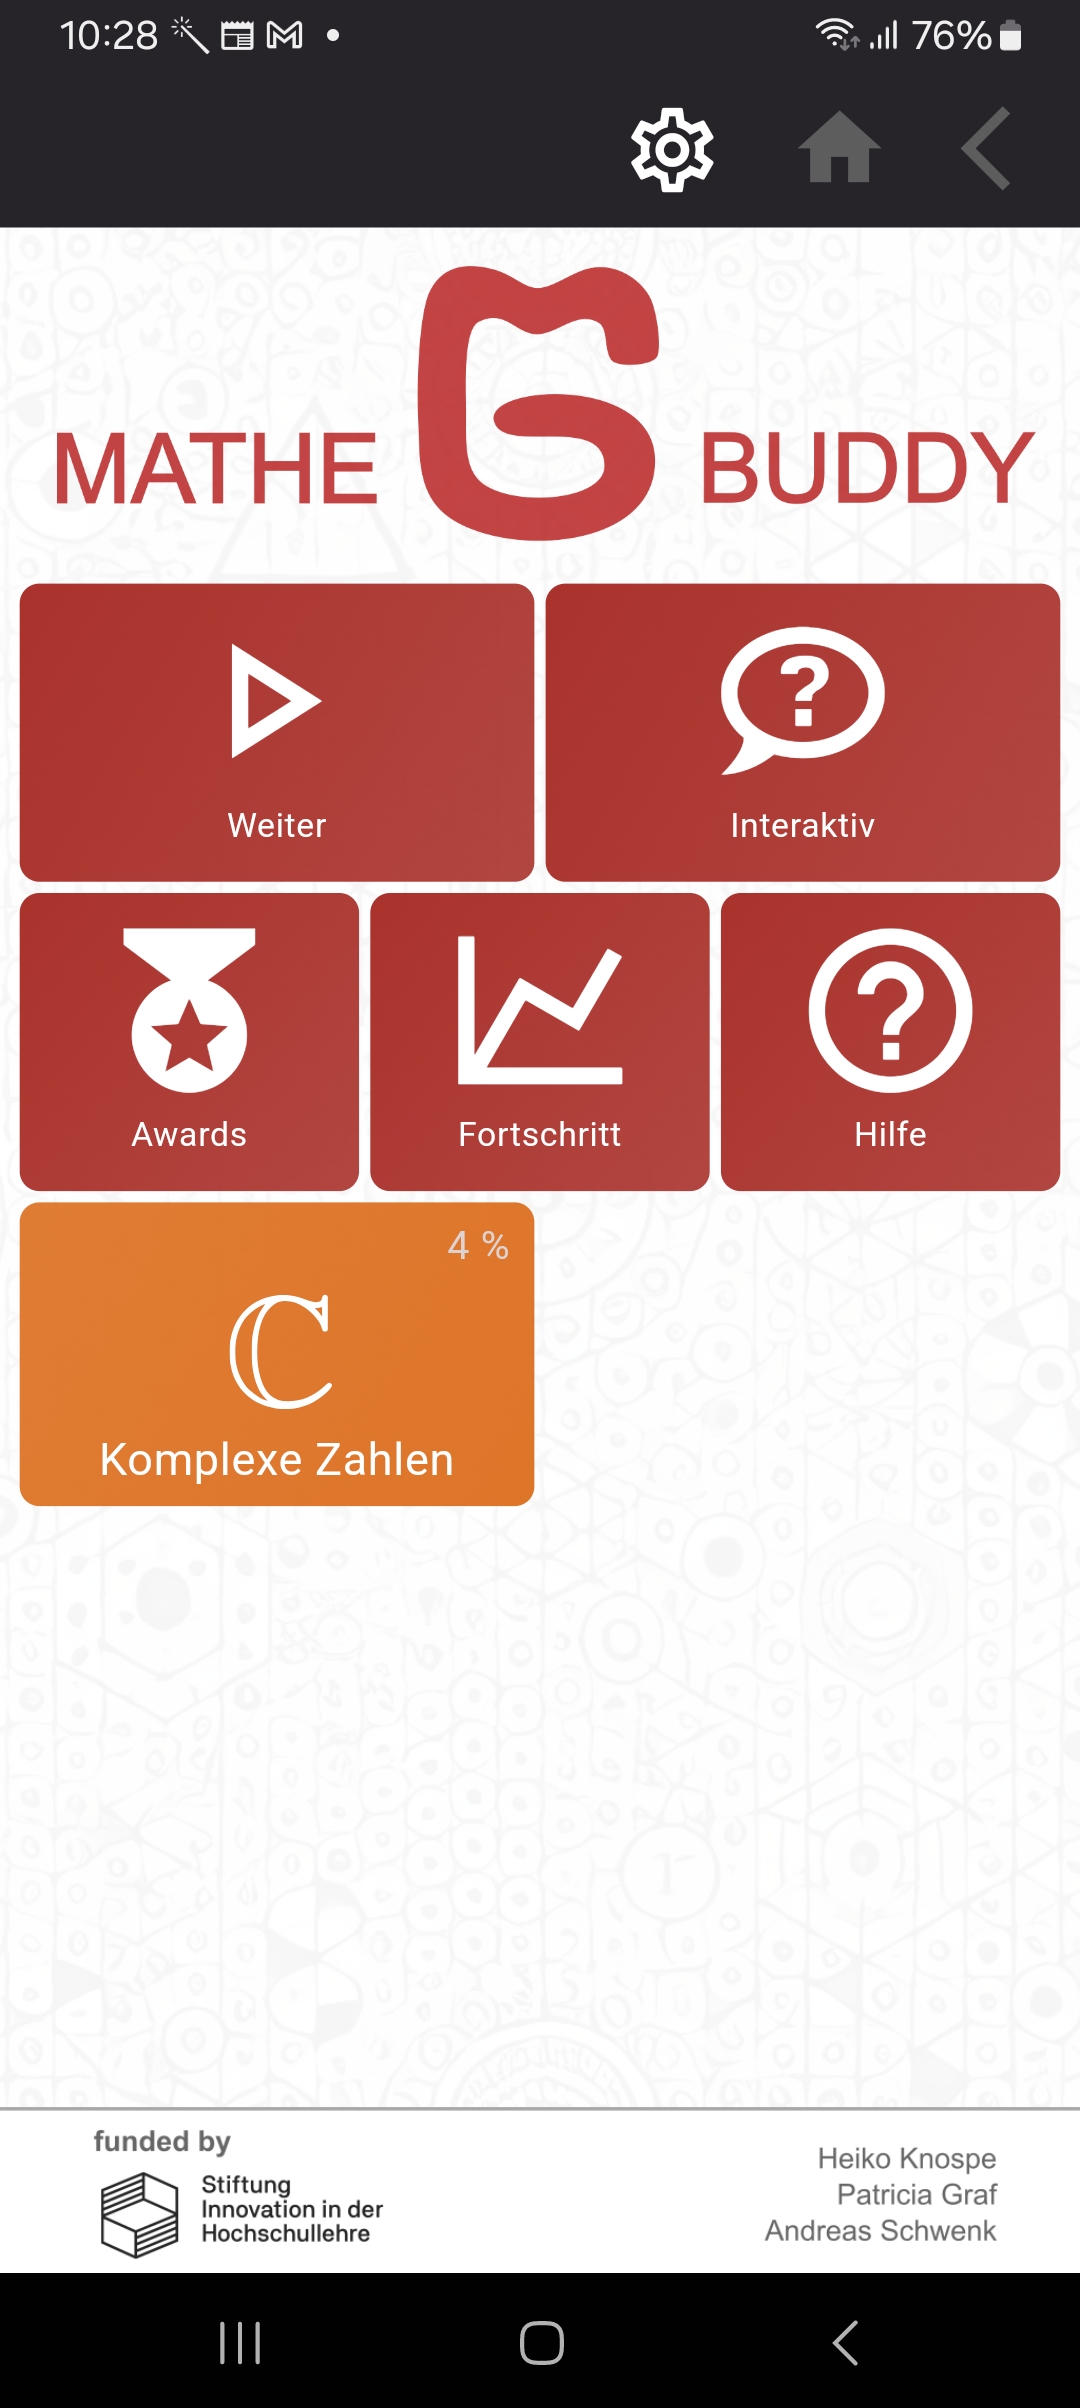 10:28
76%
MATHE BUDDY
Weiter
Interaktiv
Awards
Fortschritt
Hilfe
4 %
ℂ
Komplexe Zahlen
funded by
Stiftung
Innovation in der
Hochschullehre
Heiko Knospe
Patricia Graf
Andreas Schwenk